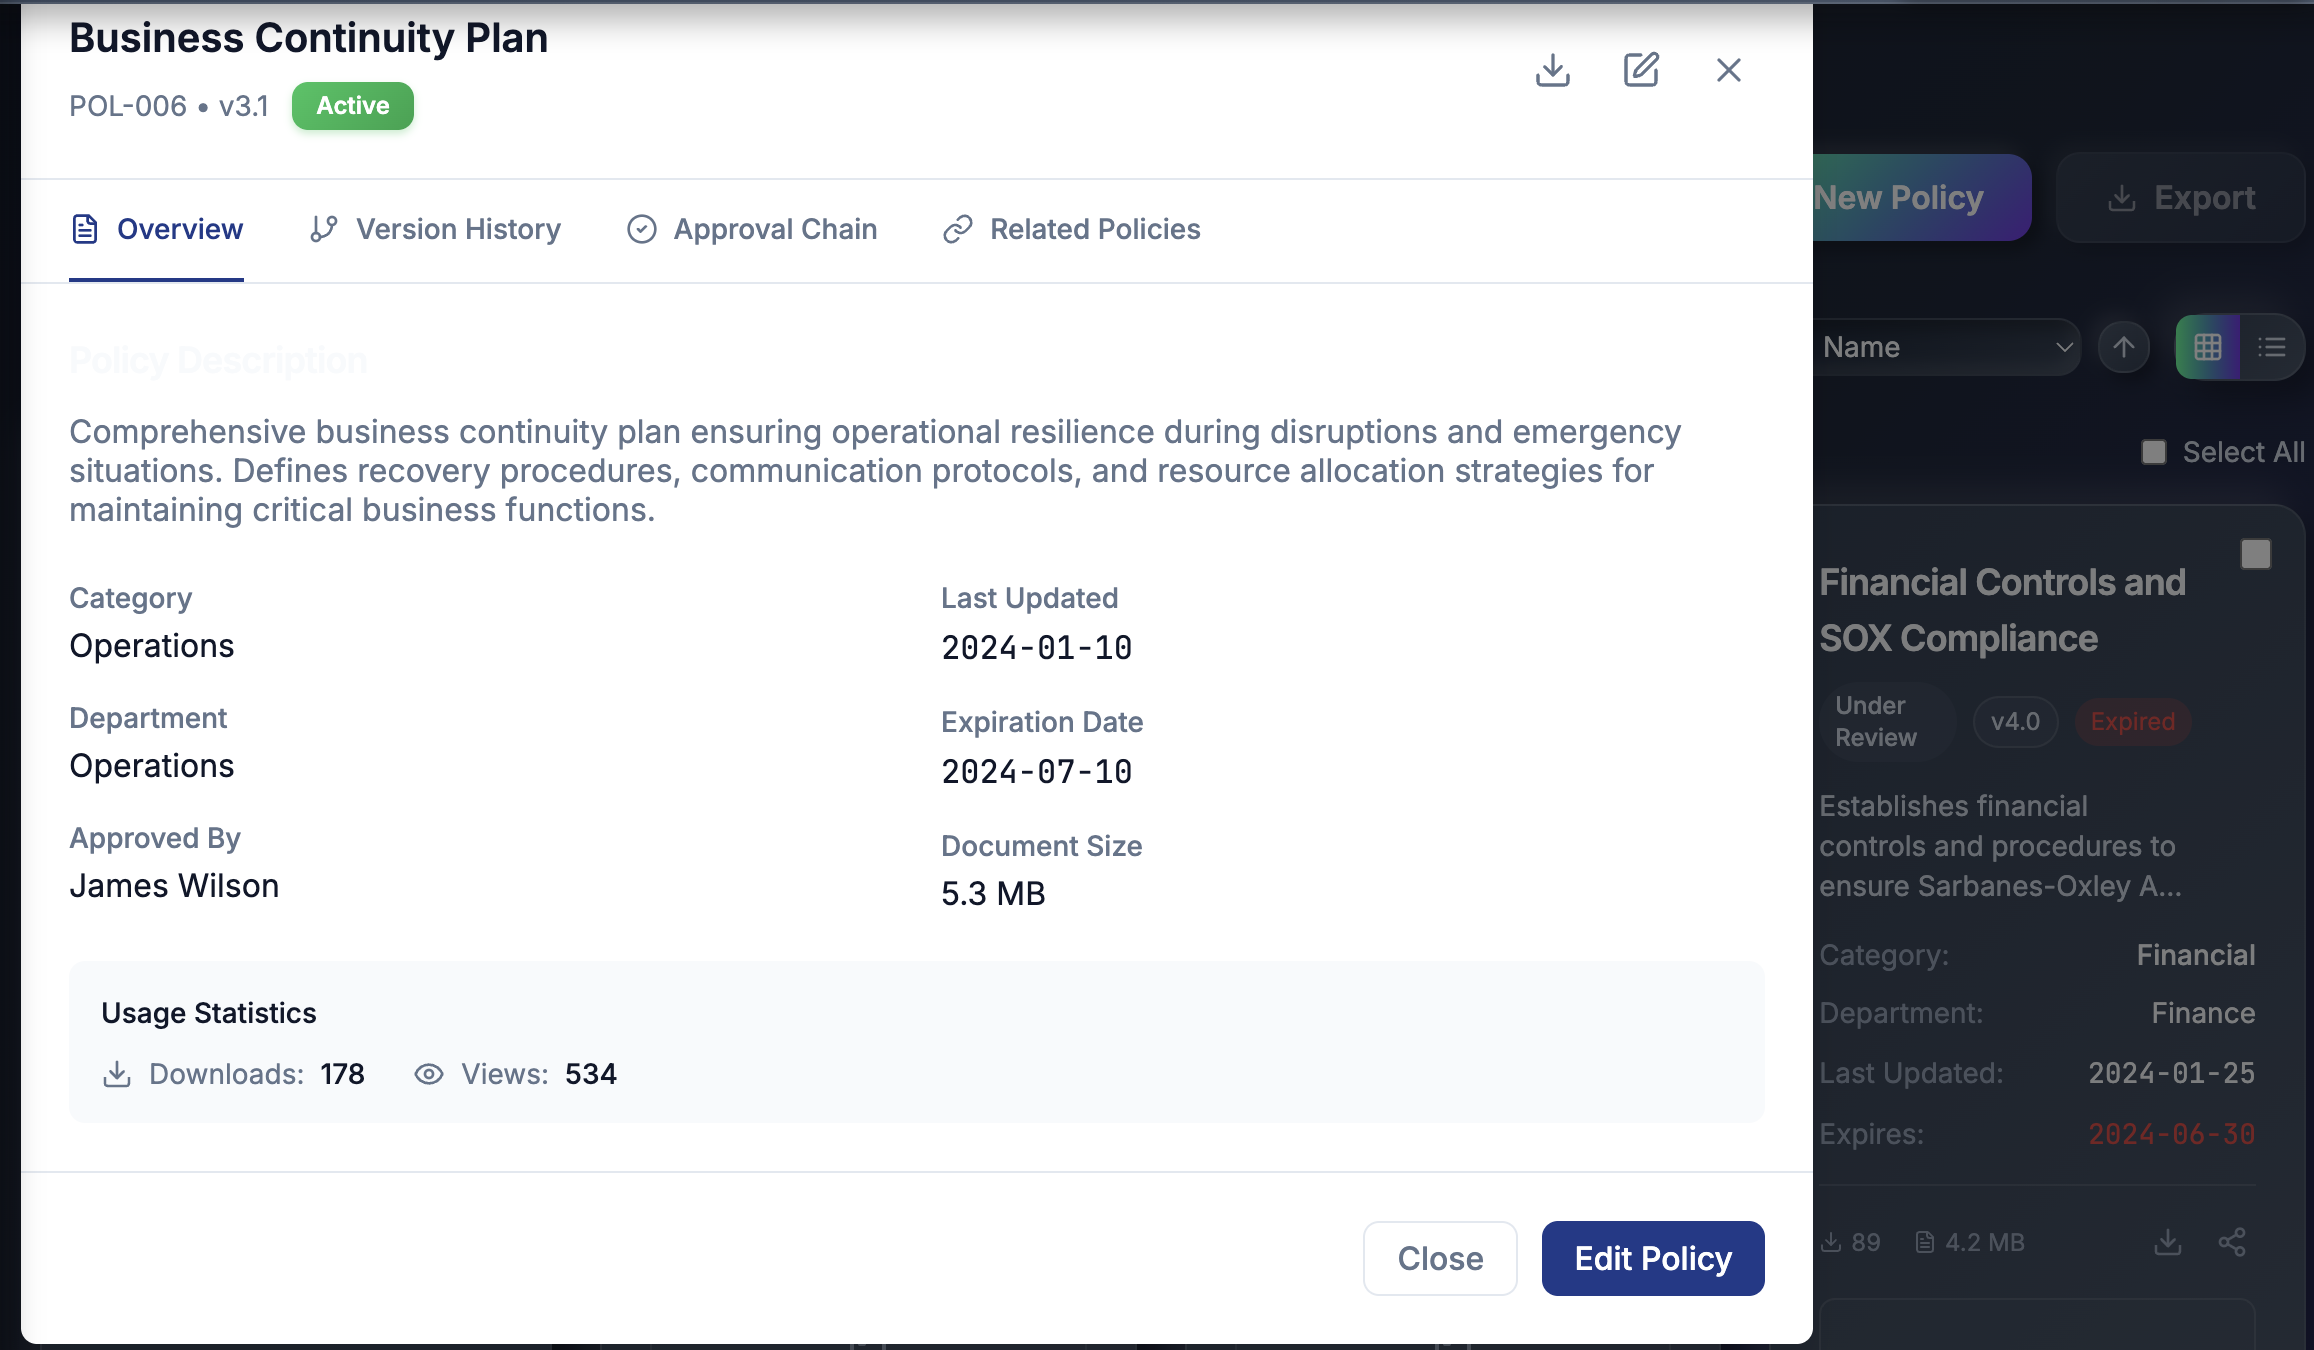 Business Continuity Plan
POL-006 • v3.1 Active
Overview Version History Approval Chain Related Policies
Policy Description
Comprehensive business continuity plan ensuring operational resilience during disruptions and emergency
situations. Defines recovery procedures, communication protocols, and resource allocation strategies for
maintaining critical business functions.
Category
Operations
Department
Operations
Approved By
James Wilson
Last Updated
2024-01-10
Expiration Date
2024-07-10
Document Size
5.3 MB
Usage Statistics
Downloads: 178 Views: 534
Close Edit Policy
New Policy Export
Name
Select All
Financial Controls and
SOX Compliance
Under
Review
v4.0 Expired
Establishes financial
controls and procedures to
ensure Sarbanes-Oxley A...
Category: Financial
Department: Finance
Last Updated: 2024-01-25
Expires: 2024-06-30
89 4.2 MB